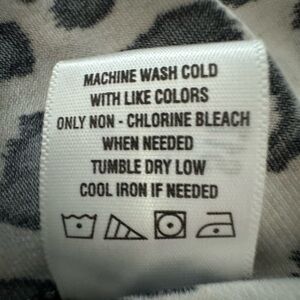 MACHINE WASH COLD
WITH LIKE COLORS
ONLY NON - CHLORINE BLEACH
WHEN NEEDED
TUMBLE DRY LOW
COOL IRON IF NEEDED